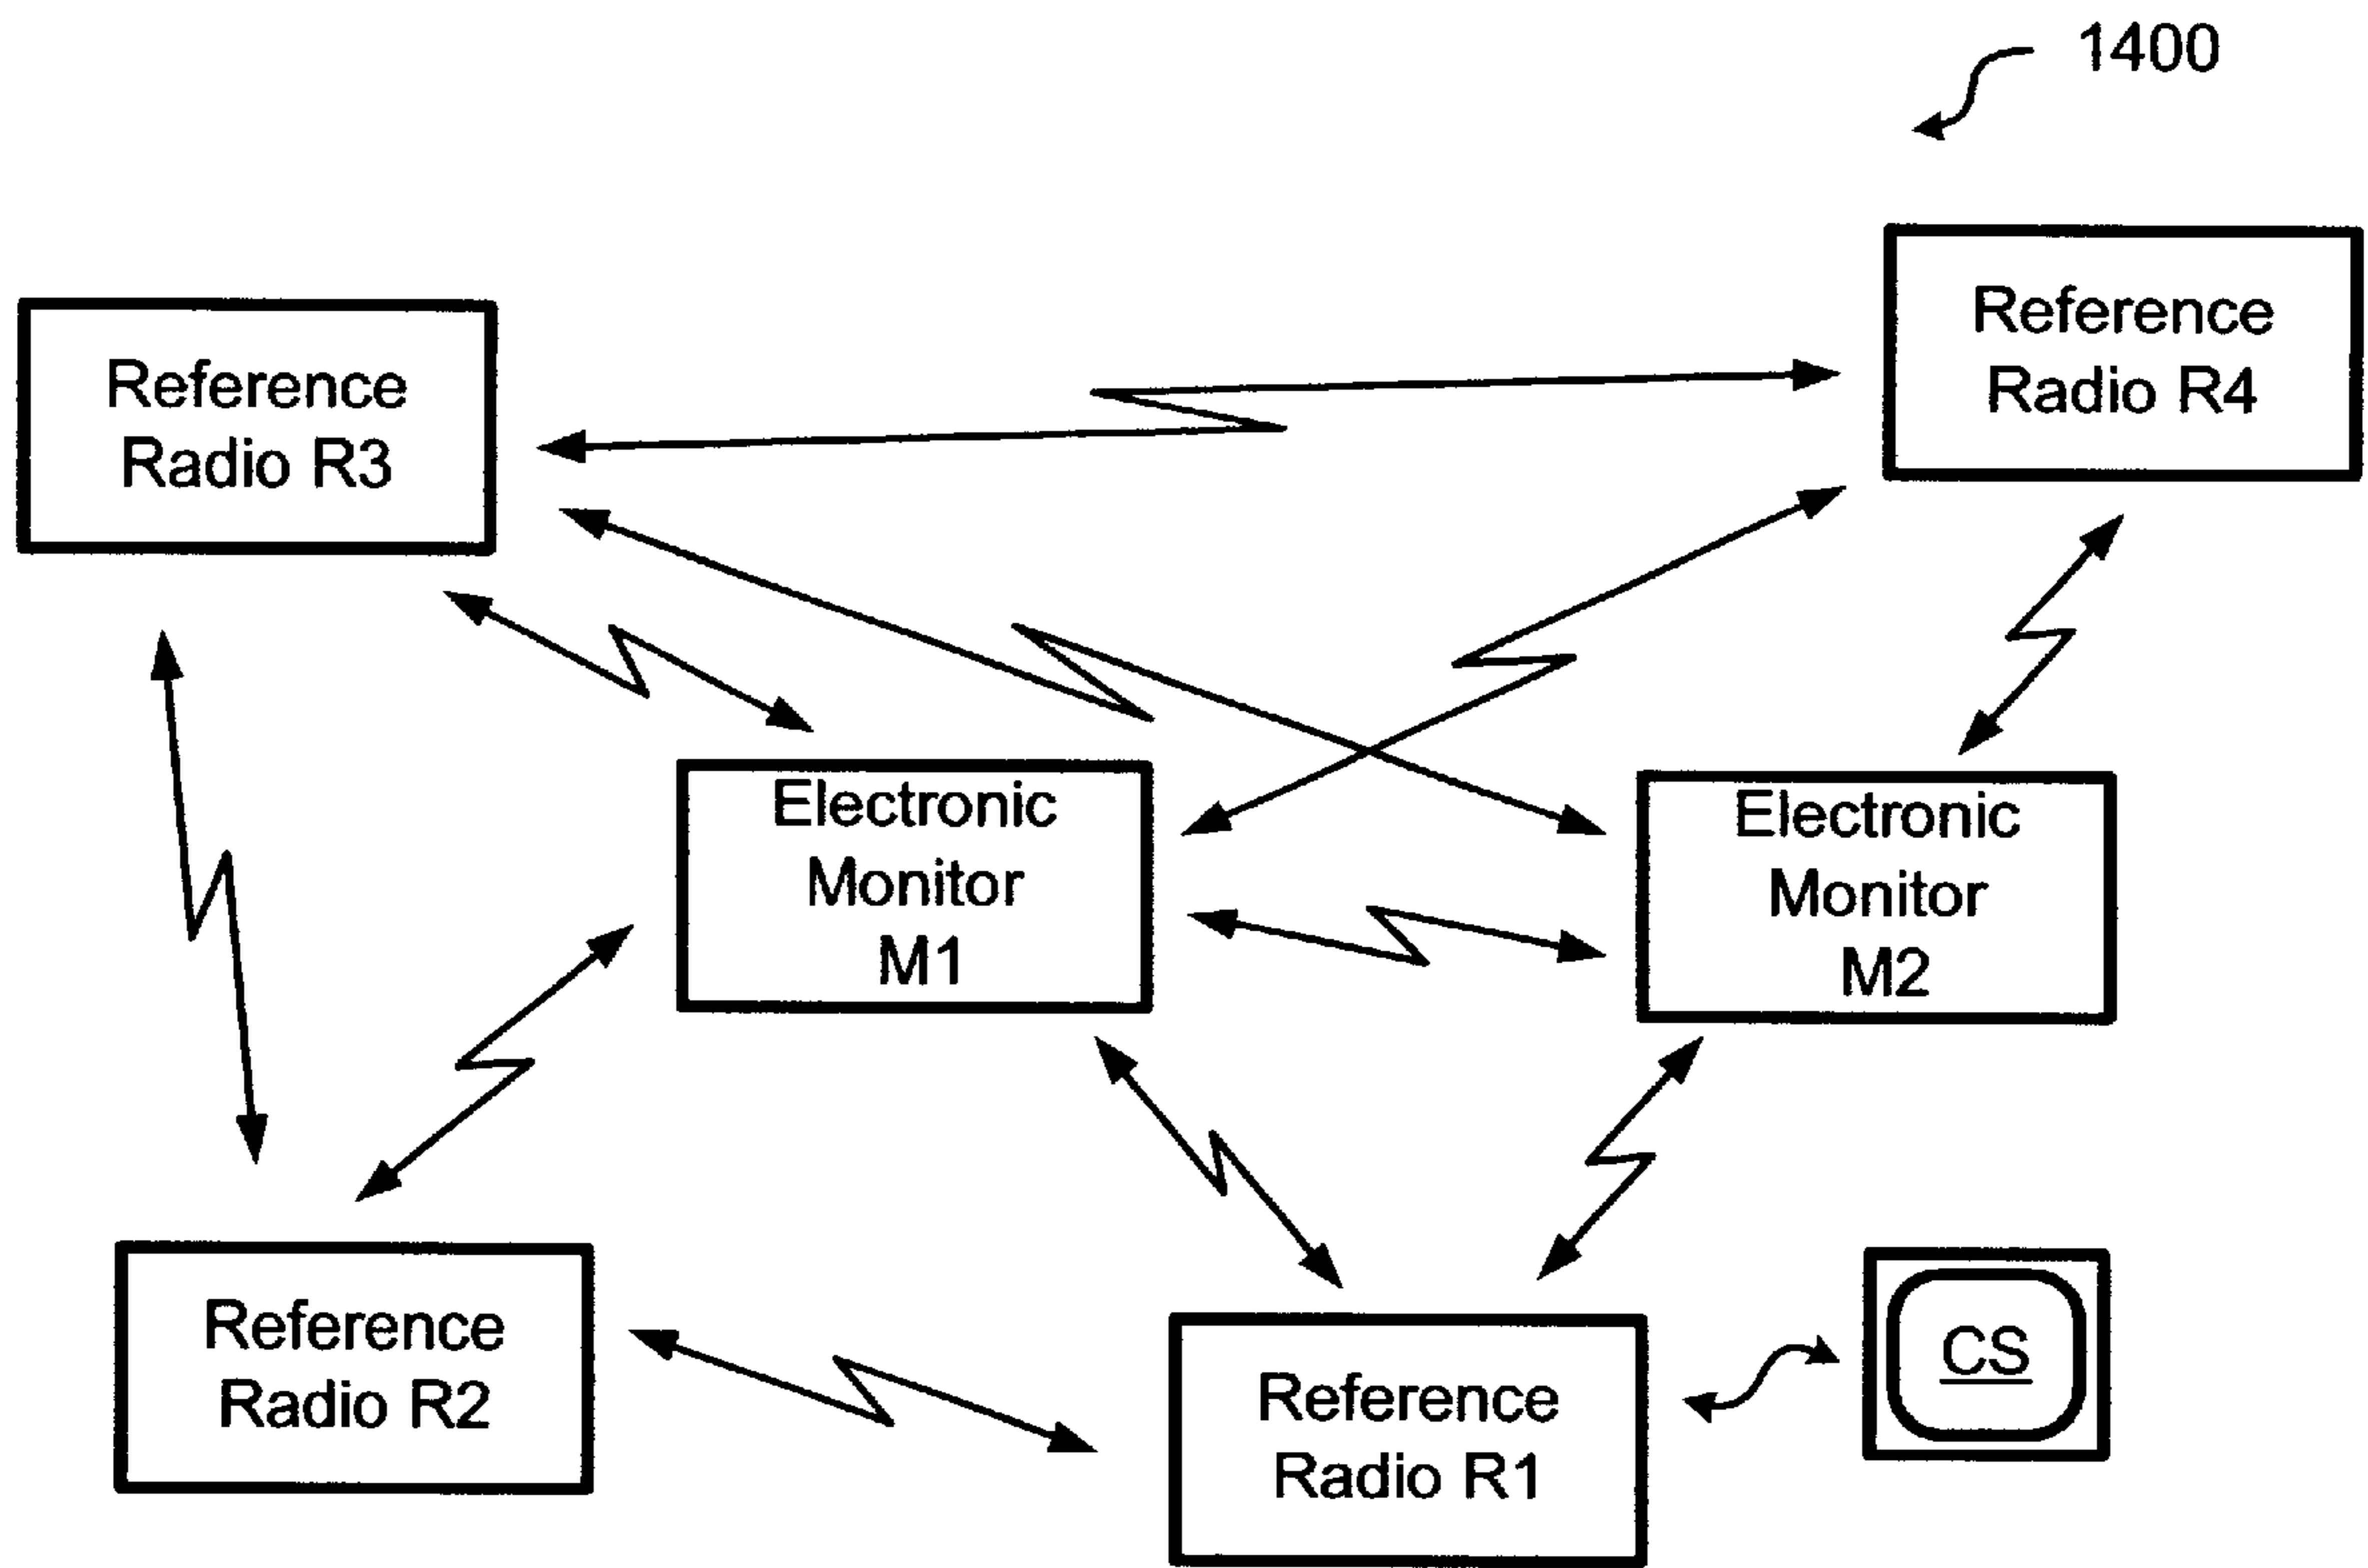 1400
Reference
Radio R4
Reference
Radio R3
Electronic
Monitor
M1
Electronic
Monitor
M2
Reference
Radio R2
Reference
Radio R1
CS